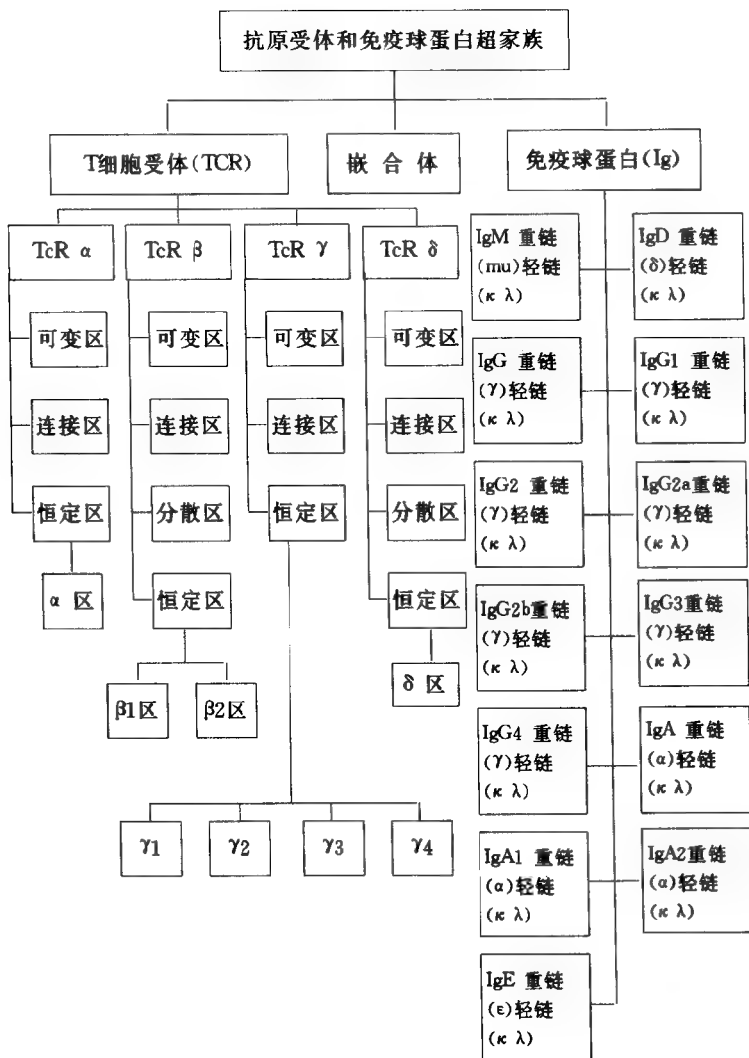 抗原受体和免疫球蛋白超家族
T细胞受体(TCR)
嵌合体
免疫球蛋白(Ig)
TcR α
TcR β
TcR γ
TcR δ
可变区
可变区
可变区
可变区
连接区
连接区
连接区
连接区
恒定区
分散区
恒定区
分散区
α 区
恒定区
恒定区
β1区
β2区
δ 区
γ1
γ2
γ3
γ4
IgM 重链
(mu)轻链
(κ λ)
IgD 重链
(δ)轻链
(κ λ)
IgG 重链
(γ)轻链
(κ λ)
IgG1 重链
(γ)轻链
(κ λ)
IgG2 重链
(γ)轻链
(κ λ)
IgG2a重链
(γ)轻链
(κ λ)
IgG2b重链
(γ)轻链
(κ λ)
IgG3重链
(γ)轻链
(κ λ)
IgG4 重链
(γ)轻链
(κ λ)
IgA 重链
(α)轻链
(κ λ)
IgA1 重链
(α)轻链
(κ λ)
IgA2重链
(α)轻链
(κ λ)
IgE 重链
(ε)轻链
(κ λ)